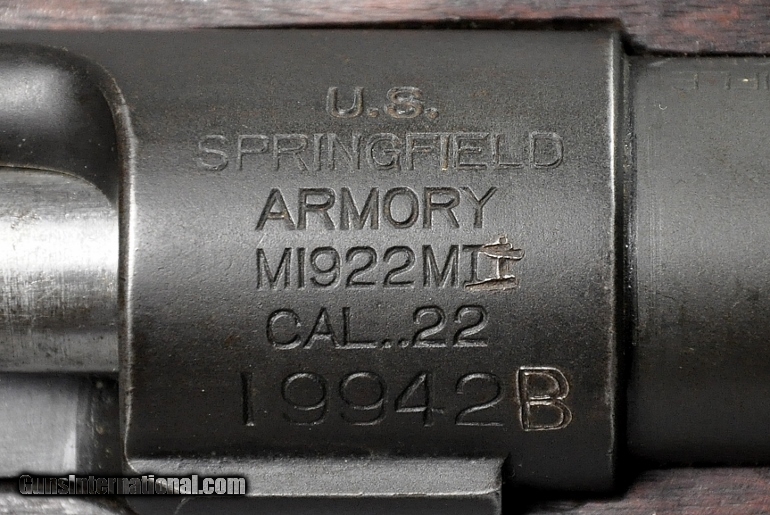 U.S.
SPRINGFIELD
ARMORY
M1922MII
CAL..22
19942B
GunsInternational.com